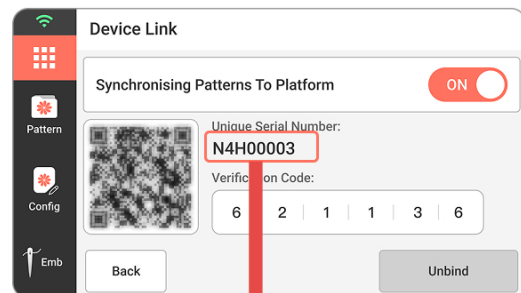 Device Link
Synchronising Patterns To Platform
ON
Pattern
Unique Serial Number:
N4H00003
Verification Code:
6 2 1 1 3 6
Config
Emb
Back
Unbind